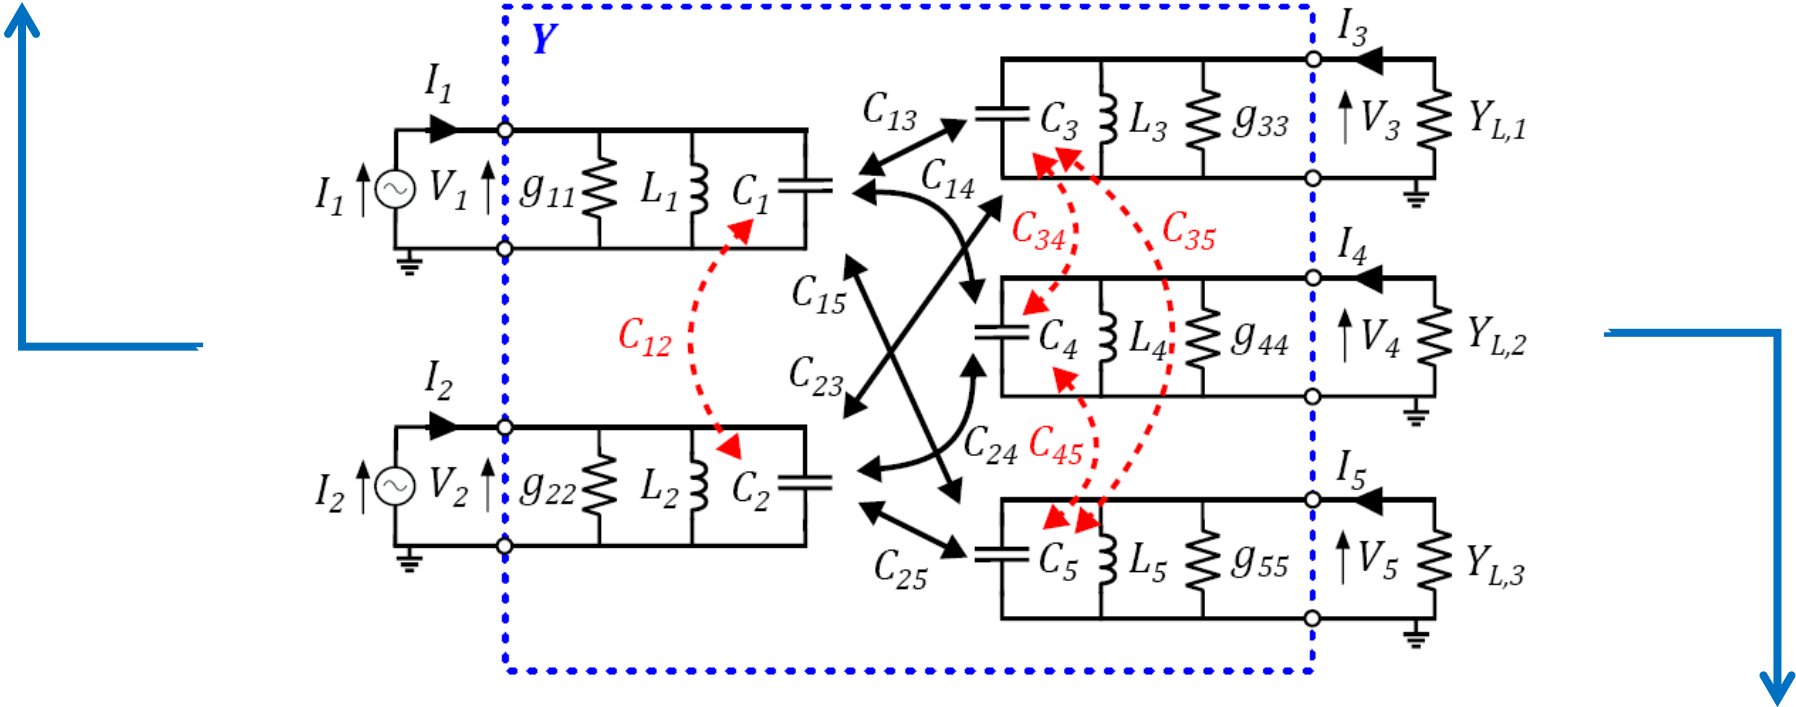 Y
I1
I1 V1 g11 L1 C1
C12
I2
I2 V2 g22 L2 C2
C13
C14
C15
C23
C24
C25
C34
C35
C45
I3
C3 L3 g33 V3 YL,1
I4
C4 L4 g44 V4 YL,2
I5
C5 L5 g55 V5 YL,3